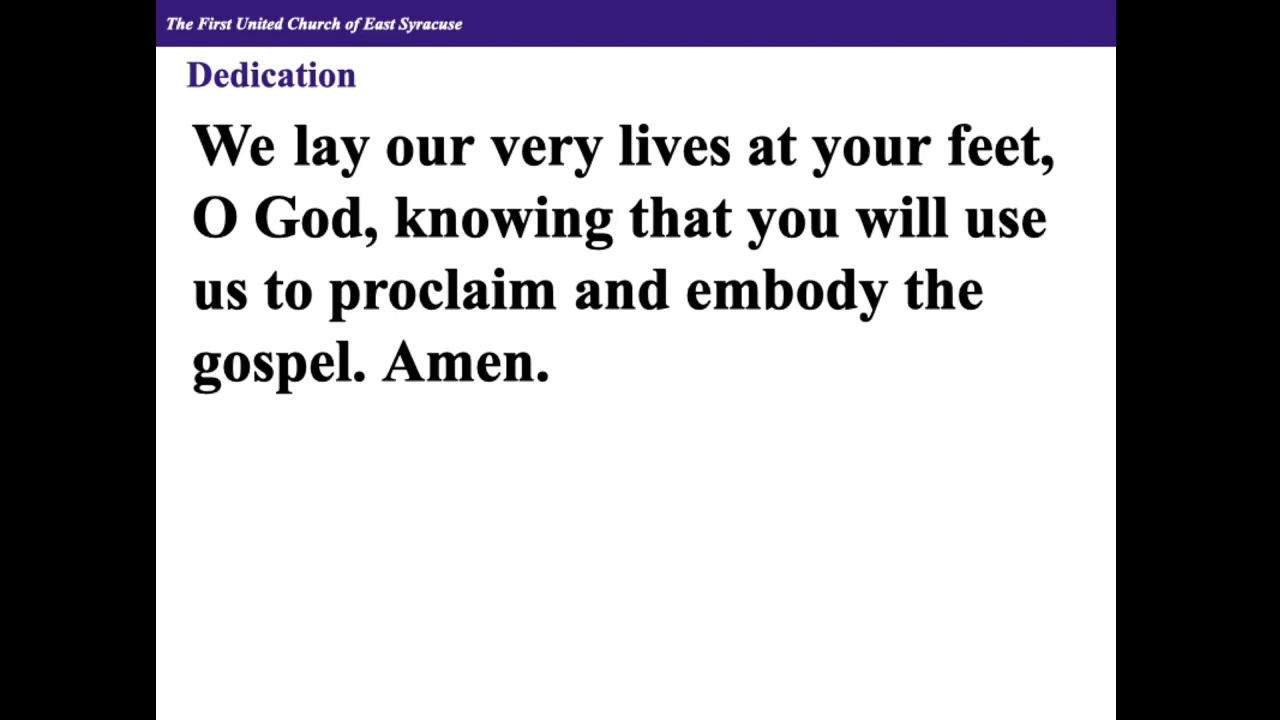 The First United Church of East Syracuse
Dedication
We lay our very lives at your feet,
O God, knowing that you will use
us to proclaim and embody the
gospel. Amen.